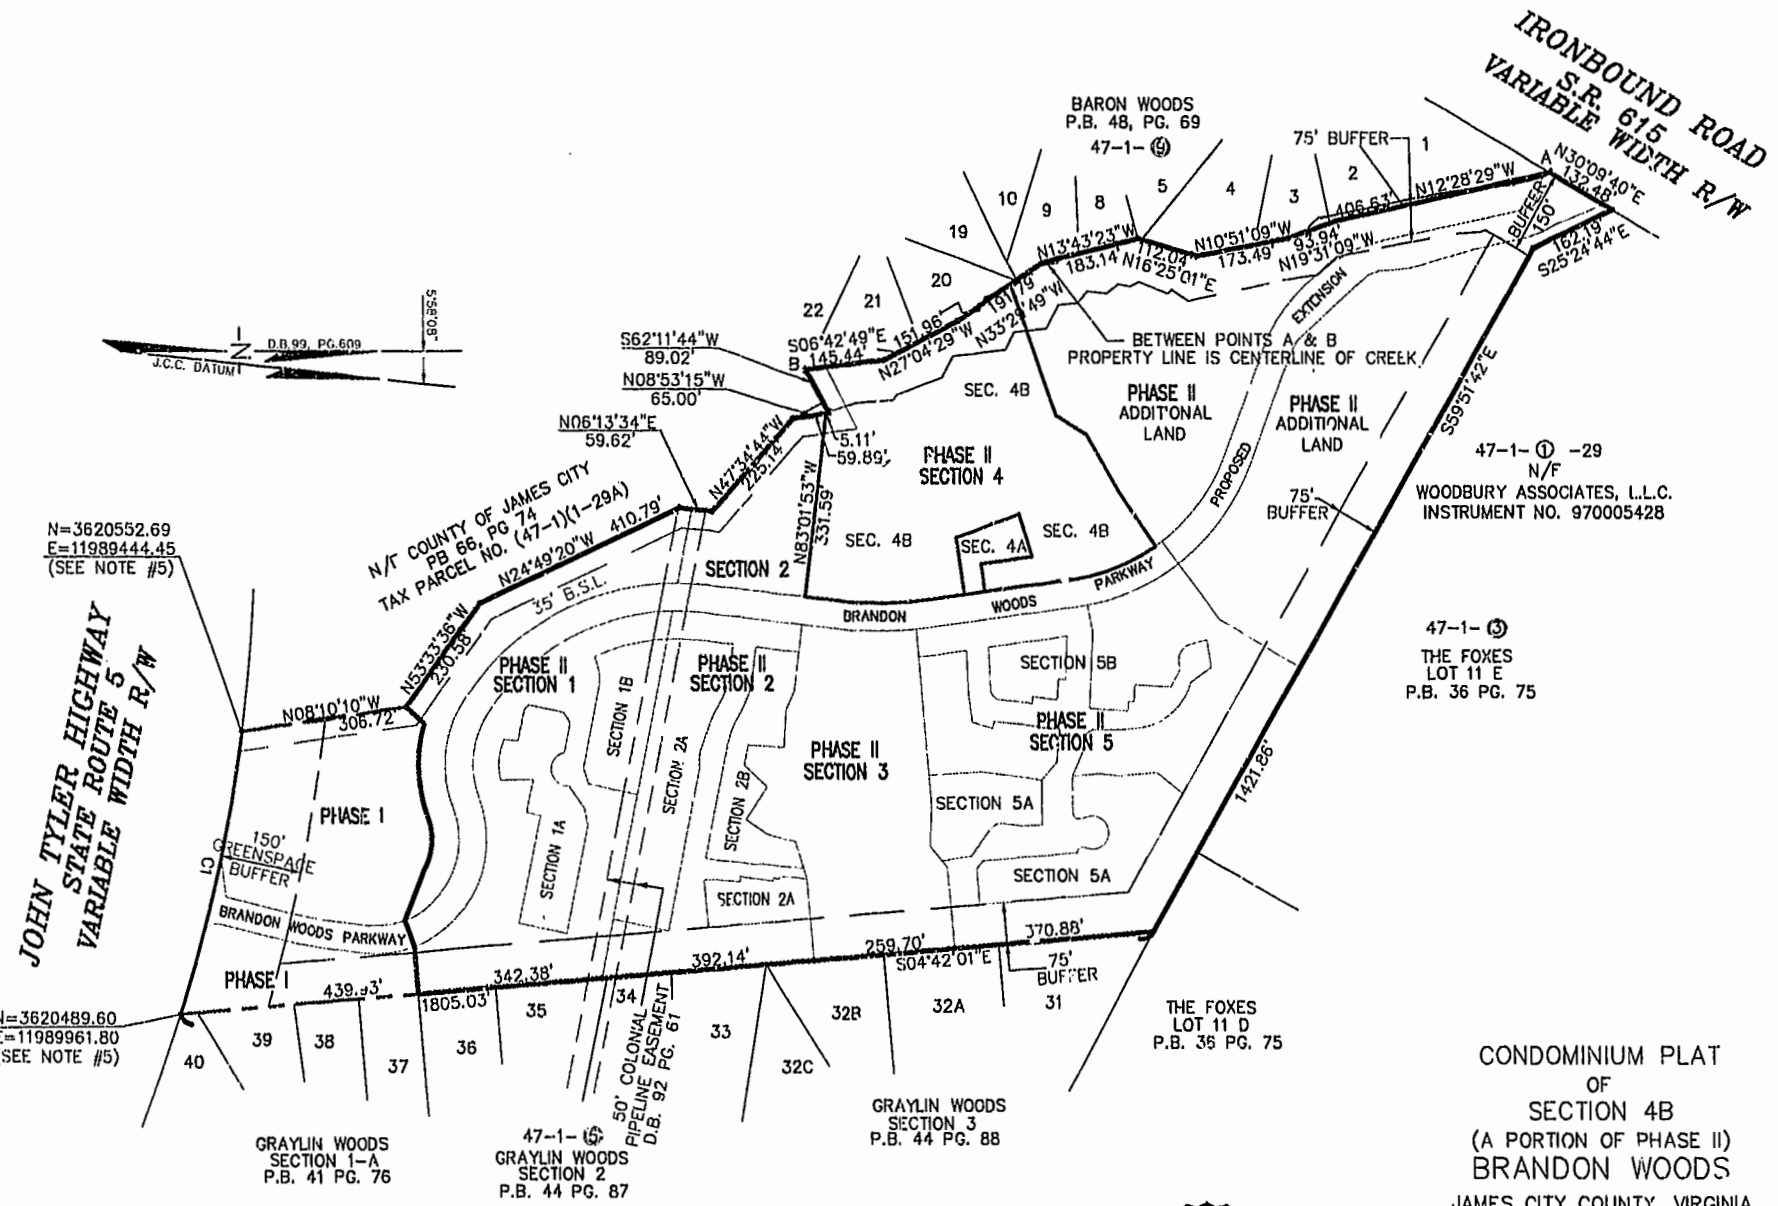 IRONBOUND ROAD
S.R. 615
VARIABLE WIDTH R/W
BARON WOODS
P.B. 48, PG. 69
47-1-
75' BUFFER
1
2
3
4
5
8
9
10
19
20
21
22
A
N30°09'40"E
132.48'
BUFFER
150'
162.19'
S25°24'44"E
N12°28'29"W
406.63'
N19°31'09"W
93.94'
N10°51'09"W
173.49'
N16°25'01"E
112.04'
N13°43'23"W
183.14'
N33°29'49"W
191.79'
N27°04'29"W
151.96'
S06°42'49"E
B 145.44'
S62°11'44"W
89.02'
N08°53'15"W
65.00'
N06°13'34"E
59.62'
5.11'
59.89'
N47°34'44"W
225.14'
N83°01'53"W
331.59'
D.B.99, PG.609
N
J.C.C. DATUM
5°58'08"
BETWEEN POINTS A & B
PROPERTY LINE IS CENTERLINE OF CREEK
SEC. 4B
PHASE II
SECTION 4
SEC. 4B
SEC. 4A
SEC. 4B
PHASE II
ADDITIONAL
LAND
PHASE II
ADDITIONAL
LAND
PROPOSED
EXTENSION
S59°51'42"E
1421.86'
75'
BUFFER
47-1-① -29
N/F
WOODBURY ASSOCIATES, L.L.C.
INSTRUMENT NO. 970005428
47-1-
THE FOXES
LOT 11 E
P.B. 36 PG. 75
N=3620552.69
E=11989444.45
(SEE NOTE #5)
N/F COUNTY OF JAMES CITY
PB 66, PG 74
TAX PARCEL NO. (47-1)(1-29A)
N24°49'20"W 410.79'
35' B.S.L.
N53°33'36"W
230.58'
N08°10'10"W
306.72'
JOHN TYLER HIGHWAY
STATE ROUTE 5
VARIABLE WIDTH R/W
C1
150'
GREENSPACE
BUFFER
PHASE I
BRANDON WOODS PARKWAY
PHASE I
SECTION 2
BRANDON WOODS PARKWAY
PHASE II
SECTION 1
SECTION 1A
SECTION 1B
PHASE II
SECTION 2
SECTION 2A
SECTION 2B
SECTION 2A
PHASE II
SECTION 3
SECTION 5B
PHASE II
SECTION 5
SECTION 5A
SECTION 5A
439.93'
1805.03'
342.38'
392.14'
259.70'
S04°42'01"E
370.88'
75'
BUFFER
N=3620489.60
E=11989961.80
(SEE NOTE #5)
40
39
38
37
36
35
34
33
32C
32B
32A
31
50' COLONIAL
PIPELINE EASEMENT
D.B. 92 PG. 61
THE FOXES
LOT 11 D
P.B. 36 PG. 75
GRAYLIN WOODS
SECTION 1-A
P.B. 41 PG. 76
47-1-
GRAYLIN WOODS
SECTION 2
P.B. 44 PG. 87
GRAYLIN WOODS
SECTION 3
P.B. 44 PG. 88
CONDOMINIUM PLAT
OF
SECTION 4B
(A PORTION OF PHASE II)
BRANDON WOODS
JAMES CITY COUNTY, VIRGINIA